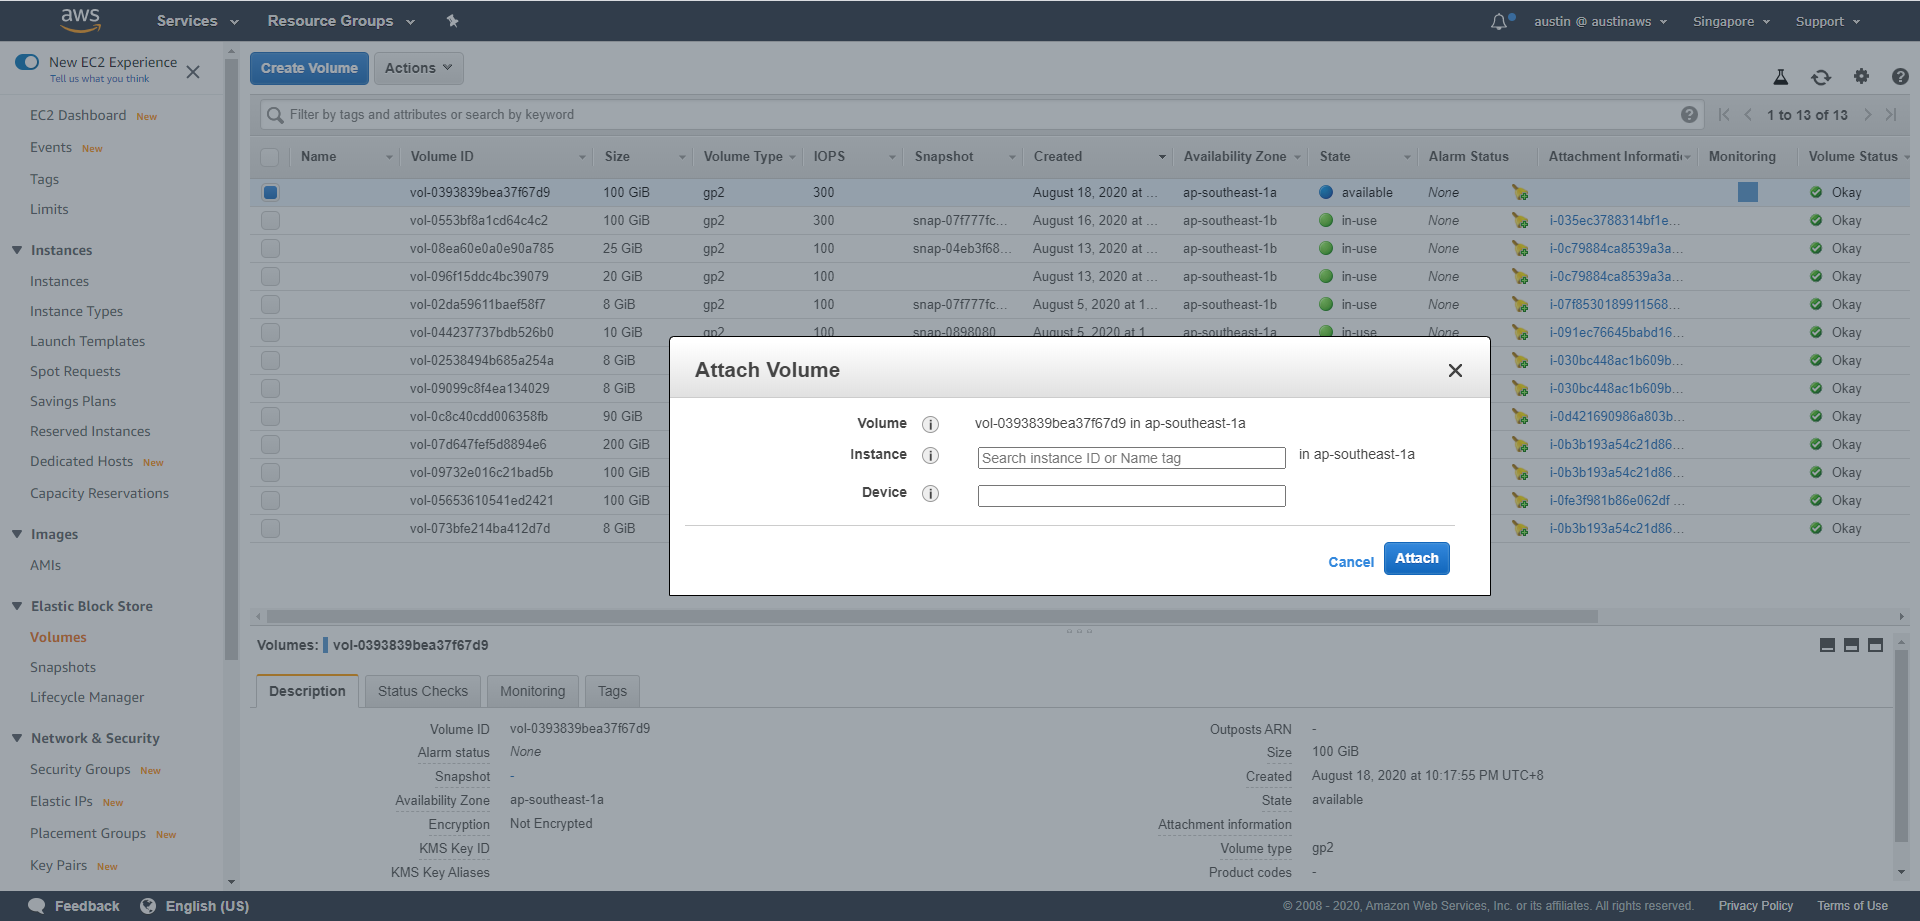 aws Services Resource Groups austin @ austinaws Singapore Support
New EC2 Experience
Tell us what you think
EC2 Dashboard New
Events New
Tags
Limits
Instances
Instances
Instance Types
Launch Templates
Spot Requests
Savings Plans
Reserved Instances
Dedicated Hosts New
Capacity Reservations
Images
AMIs
Elastic Block Store
Volumes
Snapshots
Lifecycle Manager
Network & Security
Security Groups New
Elastic IPs New
Placement Groups New
Key Pairs New
Create Volume Actions
Filter by tags and attributes or search by keyword 1 to 13 of 13
Name Volume ID Size Volume Type IOPS Snapshot Created Availability Zone State Alarm Status Attachment Informati Monitoring Volume Status
vol-0393839bea37f67d9 100 GiB gp2 300 August 18, 2020 at ... ap-southeast-1a available None Okay
vol-0553bf8a1cd64c4c2 100 GiB gp2 300 snap-07f777fc... August 16, 2020 at ... ap-southeast-1b in-use None i-035ec3788314bf1e... Okay
vol-08ea60e0a0e90a785 25 GiB gp2 100 snap-04eb3f68... August 13, 2020 at ... ap-southeast-1b in-use None i-0c79884ca8539a3a... Okay
vol-096f15ddc4bc39079 20 GiB gp2 100 August 13, 2020 at ... ap-southeast-1b in-use None i-0c79884ca8539a3a... Okay
vol-02da59611baef58f7 8 GiB gp2 100 snap-07f777fc... August 5, 2020 at 1... ap-southeast-1b in-use None i-07f8530189911568... Okay
vol-044237737bdb526b0 10 GiB gp2 100 snap-0898080 August 5, 2020 at 1 ap-southeast-1a in-use None i-091ec76645babd16... Okay
vol-02538494b685a254a 8 GiB i-030bc448ac1b609b... Okay
vol-09099c8f4ea134029 8 GiB i-030bc448ac1b609b... Okay
vol-0c8c40cdd006358fb 90 GiB i-0d421690986a803b... Okay
vol-07d647fef5d8894e6 200 GiB i-0b3b193a54c21d86... Okay
vol-09732e016c21bad5b 100 GiB i-0b3b193a54c21d86... Okay
vol-05653610541ed2421 100 GiB i-0fe3f981b86e062df ... Okay
vol-073bfe214ba412d7d 8 GiB i-0b3b193a54c21d86... Okay
Attach Volume
Volume vol-0393839bea37f67d9 in ap-southeast-1a
Instance Search instance ID or Name tag in ap-southeast-1a
Device
Cancel Attach
Volumes: vol-0393839bea37f67d9
Description Status Checks Monitoring Tags
Volume ID vol-0393839bea37f67d9
Alarm status None
Snapshot -
Availability Zone ap-southeast-1a
Encryption Not Encrypted
KMS Key ID
KMS Key Aliases
Outposts ARN -
Size 100 GiB
Created August 18, 2020 at 10:17:55 PM UTC+8
State available
Attachment information
Volume type gp2
Product codes -
Feedback English (US) © 2008 - 2020, Amazon Web Services, Inc. or its affiliates. All rights reserved. Privacy Policy Terms of Use